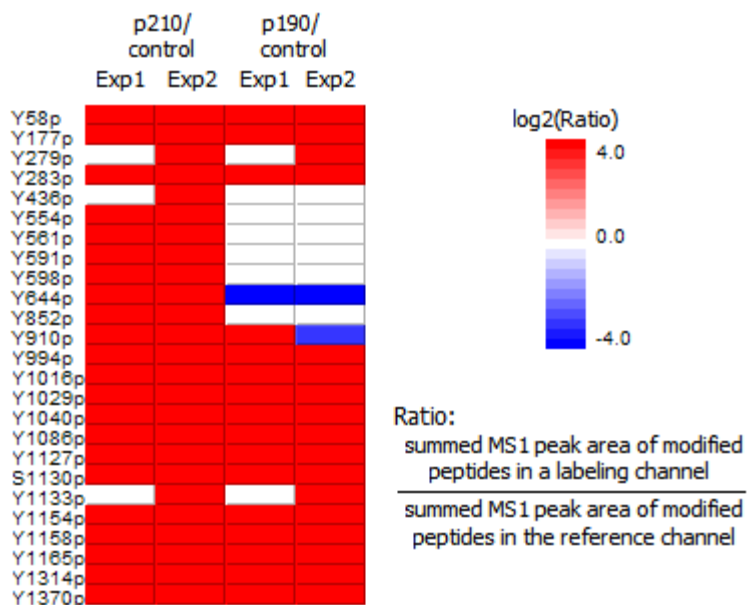 p210/ p190/
control control
Exp1 Exp2 Exp1 Exp2
Y58p
Y177p
Y279p
Y283p
Y436p
Y554p
Y561p
Y591p
Y598p
Y644p
Y852p
Y910p
Y994p
Y1016p
Y1029p
Y1040p
Y1086p
Y1127p
S1130p
Y1133p
Y1154p
Y1158p
Y1165p
Y1314p
Y1370p
log2(Ratio)
4.0
0.0
-4.0
Ratio:
summed MS1 peak area of modified
peptides in a labeling channel
summed MS1 peak area of modified
peptides in the reference channel